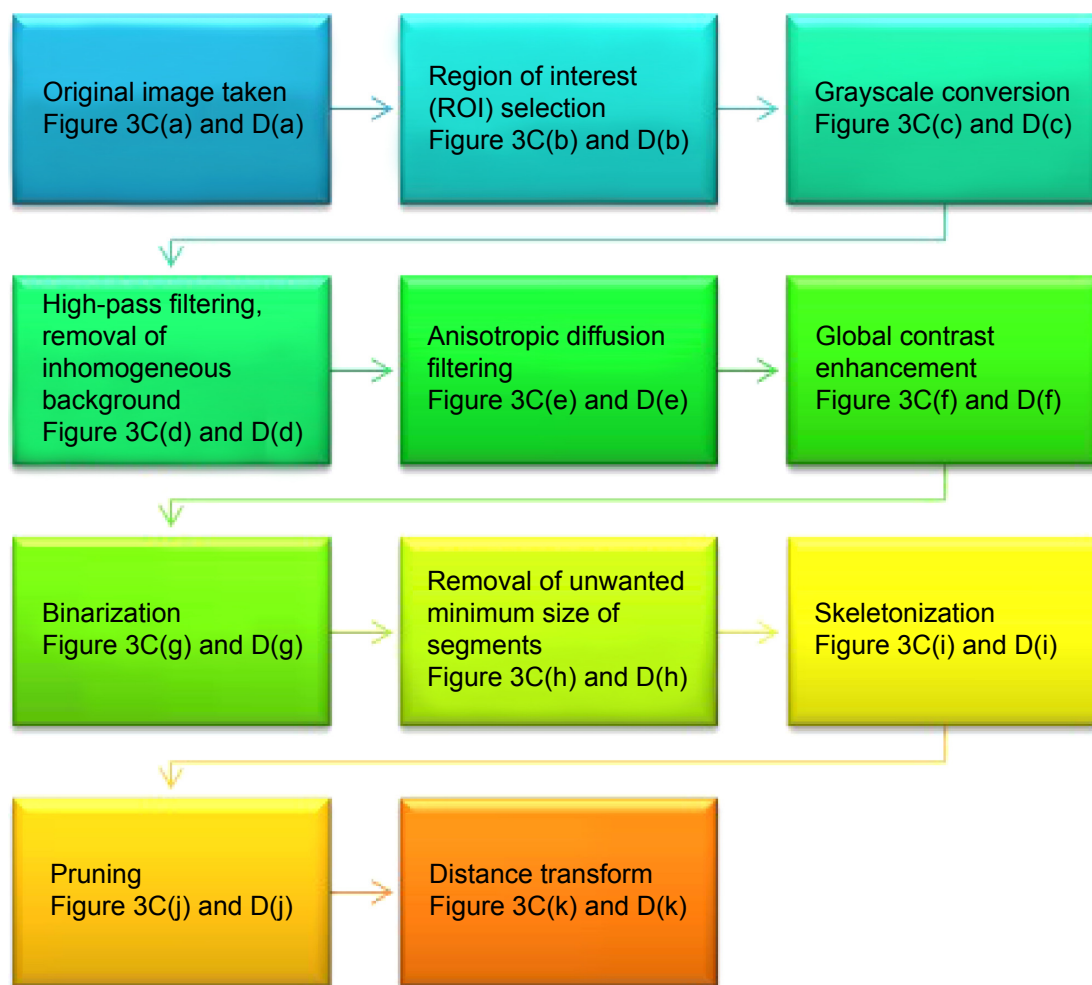 Original image taken
Figure 3C(a) and D(a)
Region of interest
(ROI) selection
Figure 3C(b) and D(b)
Grayscale conversion
Figure 3C(c) and D(c)
High-pass filtering,
removal of
inhomogeneous
background
Figure 3C(d) and D(d)
Anisotropic diffusion
filtering
Figure 3C(e) and D(e)
Global contrast
enhancement
Figure 3C(f) and D(f)
Binarization
Figure 3C(g) and D(g)
Removal of unwanted
minimum size of
segments
Figure 3C(h) and D(h)
Skeletonization
Figure 3C(i) and D(i)
Pruning
Figure 3C(j) and D(j)
Distance transform
Figure 3C(k) and D(k)